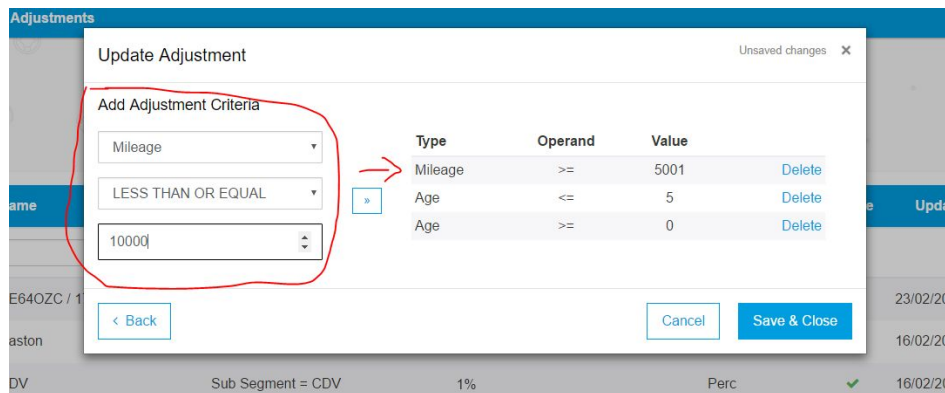 Adjustments
Update Adjustment
Unsaved changes ×
Add Adjustment Criteria
Mileage
LESS THAN OR EQUAL
10000
»
Type Operand Value
Mileage >= 5001 Delete
Age <= 5 Delete
Age >= 0 Delete
< Back
Cancel
Save & Close
ame e Upda
E64OZC / 1 23/02/20
aston 16/02/20
DV Sub Segment = CDV 1% Perc ✔ 16/02/20